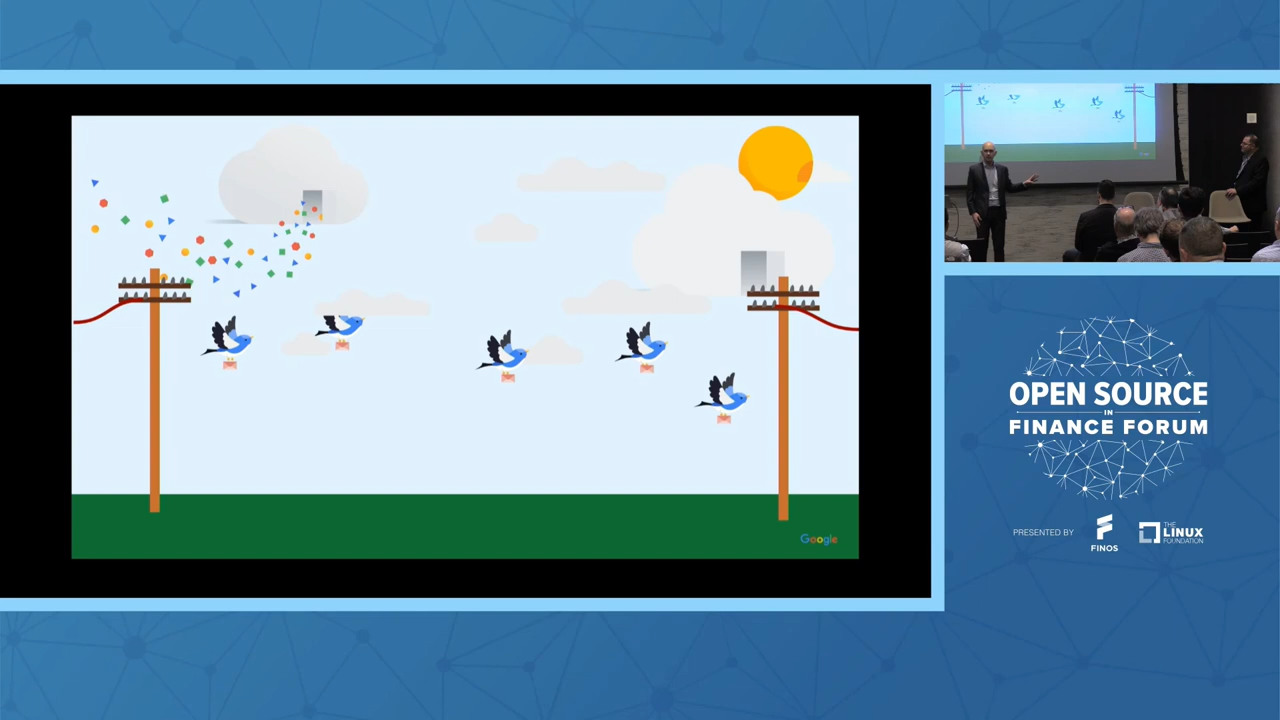 Google
OPEN SOURCE
IN
FINANCE FORUM
PRESENTED BY
FINOS
THE
LINUX
FOUNDATION